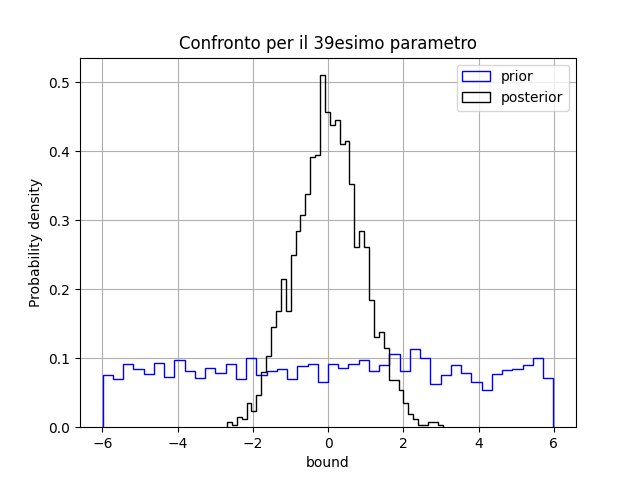 Confronto per il 39esimo parametro
prior
posterior
Probability density
0.5
0.4
0.3
0.2
0.1
0.0
−6
−4
−2
0
2
4
6
bound